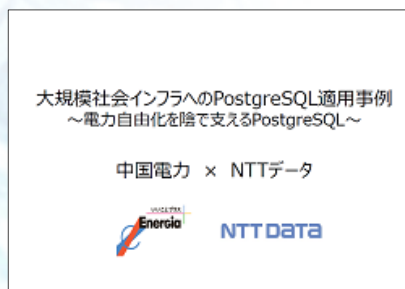 大規模社会インフラへのPostgreSQL適用事例
～電力自由化を陰で支えるPostgreSQL～
中国電力 × NTTデータ
Energia
NTT DATA